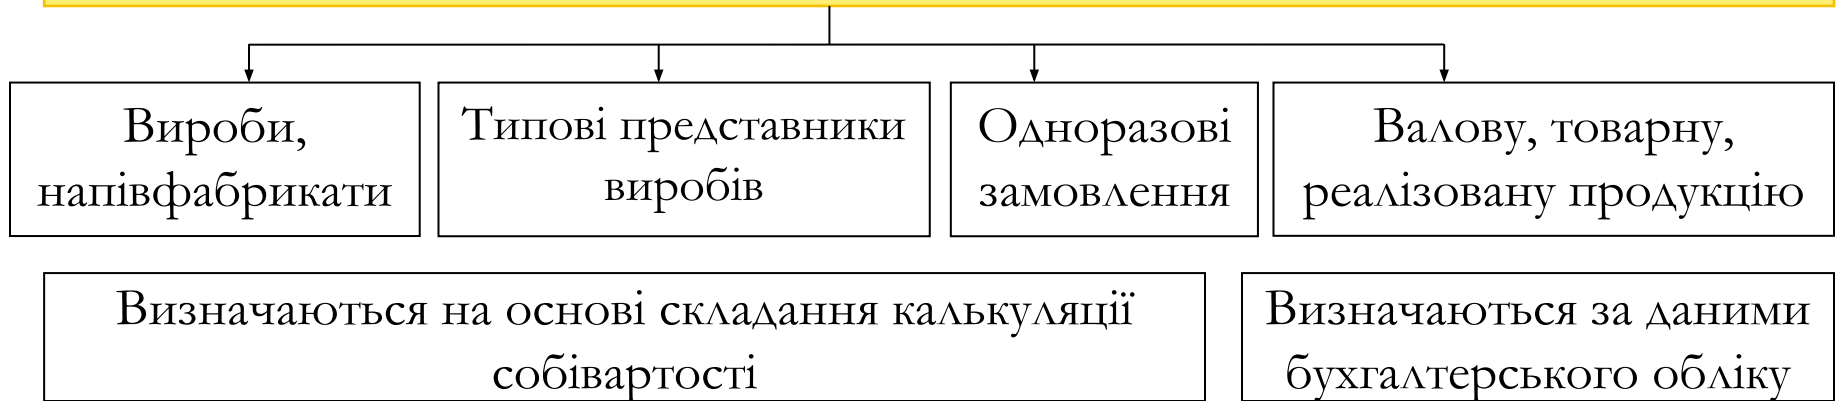 Вироби,
напівфабрикати
Типові представники
виробів
Одноразові
замовлення
Валову, товарну,
реалізовану продукцію
Визначаються на основі складання калькуляції
собівартості
Визначаються за даними
бухгалтерського обліку